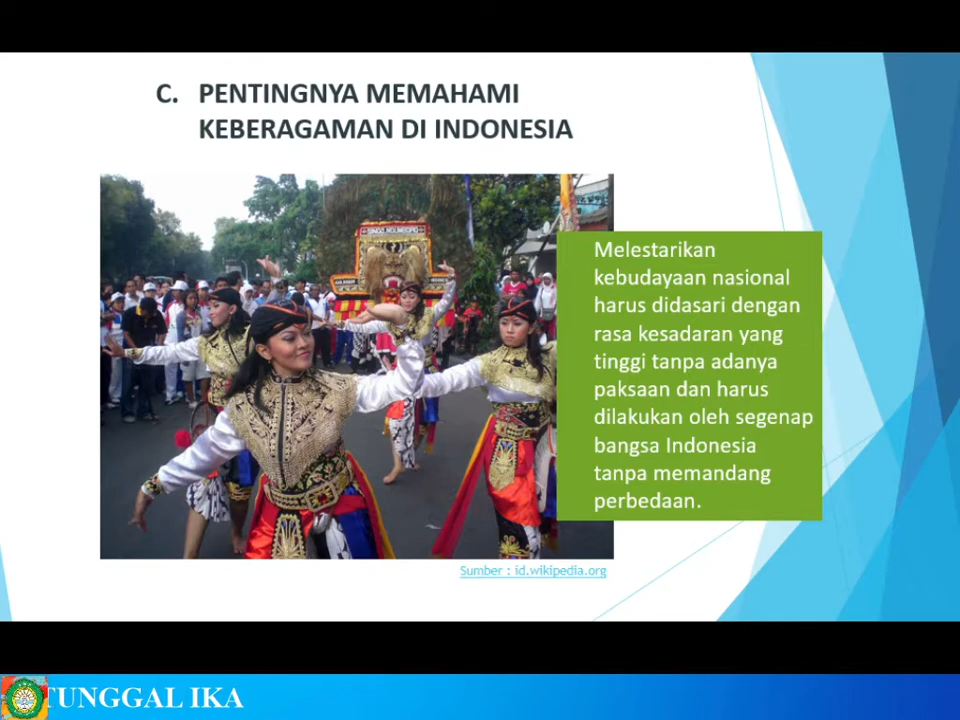 C. PENTINGNYA MEMAHAMI
KEBERAGAMAN DI INDONESIA
Melestarikan
kebudayaan nasional
harus didasari dengan
rasa kesadaran yang
tinggi tanpa adanya
paksaan dan harus
dilakukan oleh segenap
bangsa Indonesia
tanpa memandang
perbedaan.
Sumber : id.wikipedia.org
TUNGGAL IKA